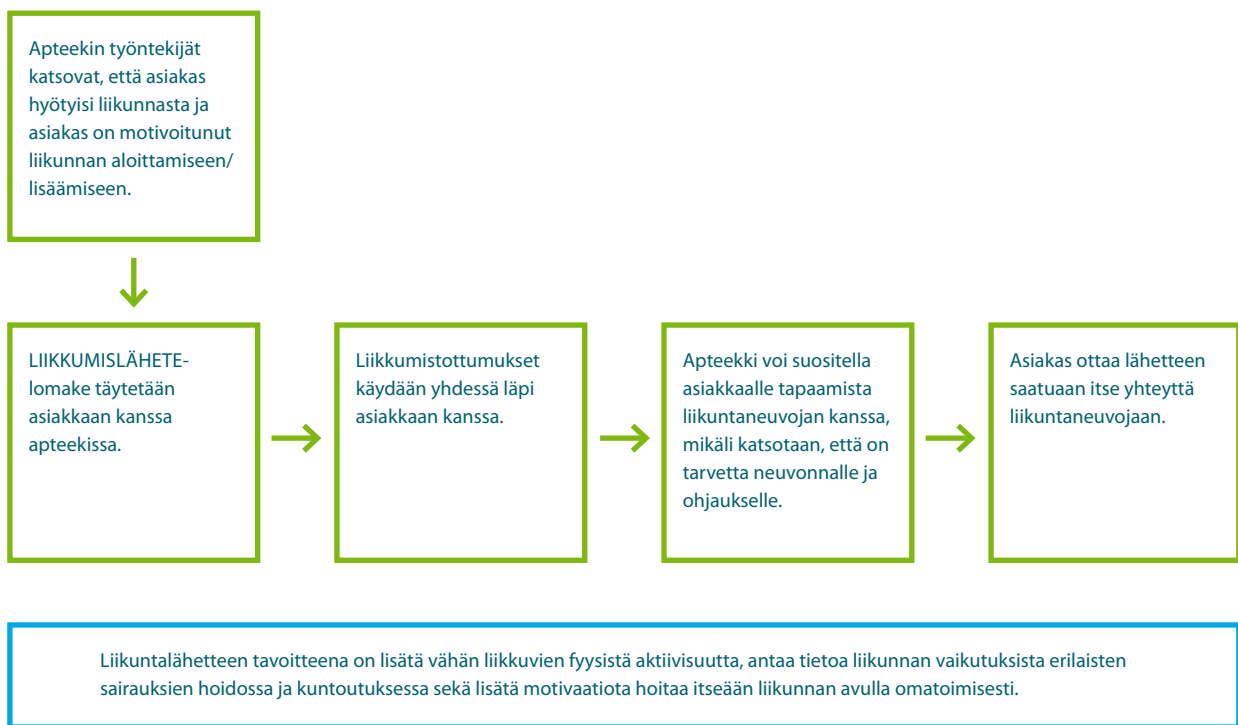 Apteekin työntekijät
katsovat, että asiakas
hyötyisi liikunnasta ja
asiakas on motivoitunut
liikunnan aloittamiseen/
lisäämiseen.
LIIKKUMISLÄHETE-
lomake täytetään
asiakkaan kanssa
apteekissa.
Liikkumistottumukset
käydään yhdessä läpi
asiakkaan kanssa.
Apteekki voi suositella
asiakkaalle tapaamista
liikuntaneuvojan kanssa,
mikäli katsotaan, että on
tarvetta neuvonnalle ja
ohjaukselle.
Asiakas ottaa lähetteen
saatuaan itse yhteyttä
liikuntaneuvojaan.
Liikuntalähetteen tavoitteena on lisätä vähän liikkuvien fyysistä aktiivisuutta, antaa tietoa liikunnan vaikutuksista erilaisten
sairauksien hoidossa ja kuntoutuksessa sekä lisätä motivaatiota hoitaa itseään liikunnan avulla omatoimisesti.